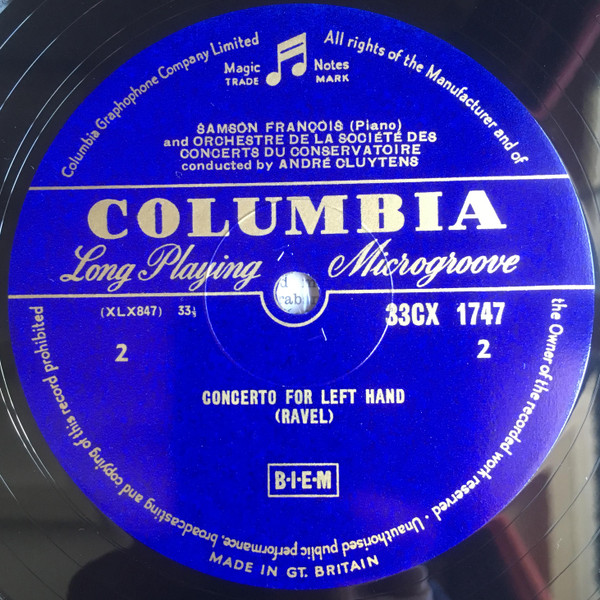 Columbia Graphophone Company Limited
All rights of the Manufacturer and of
the Owner of the recorded work reserved · Unauthorised public performance, broadcasting and copying of this record prohibited
Magic Notes
TRADE MARK
SAMSON FRANÇOIS (Piano)
and ORCHESTRE DE LA SOCIÉTÉ DES
CONCERTS DU CONSERVATOIRE
conducted by ANDRÉ CLUYTENS
COLUMBIA
Long Playing Microgroove
(XLX847) 33⅓
33CX 1747
2 2
CONCERTO FOR LEFT HAND
(RAVEL)
B·I·E·M
MADE IN GT. BRITAIN